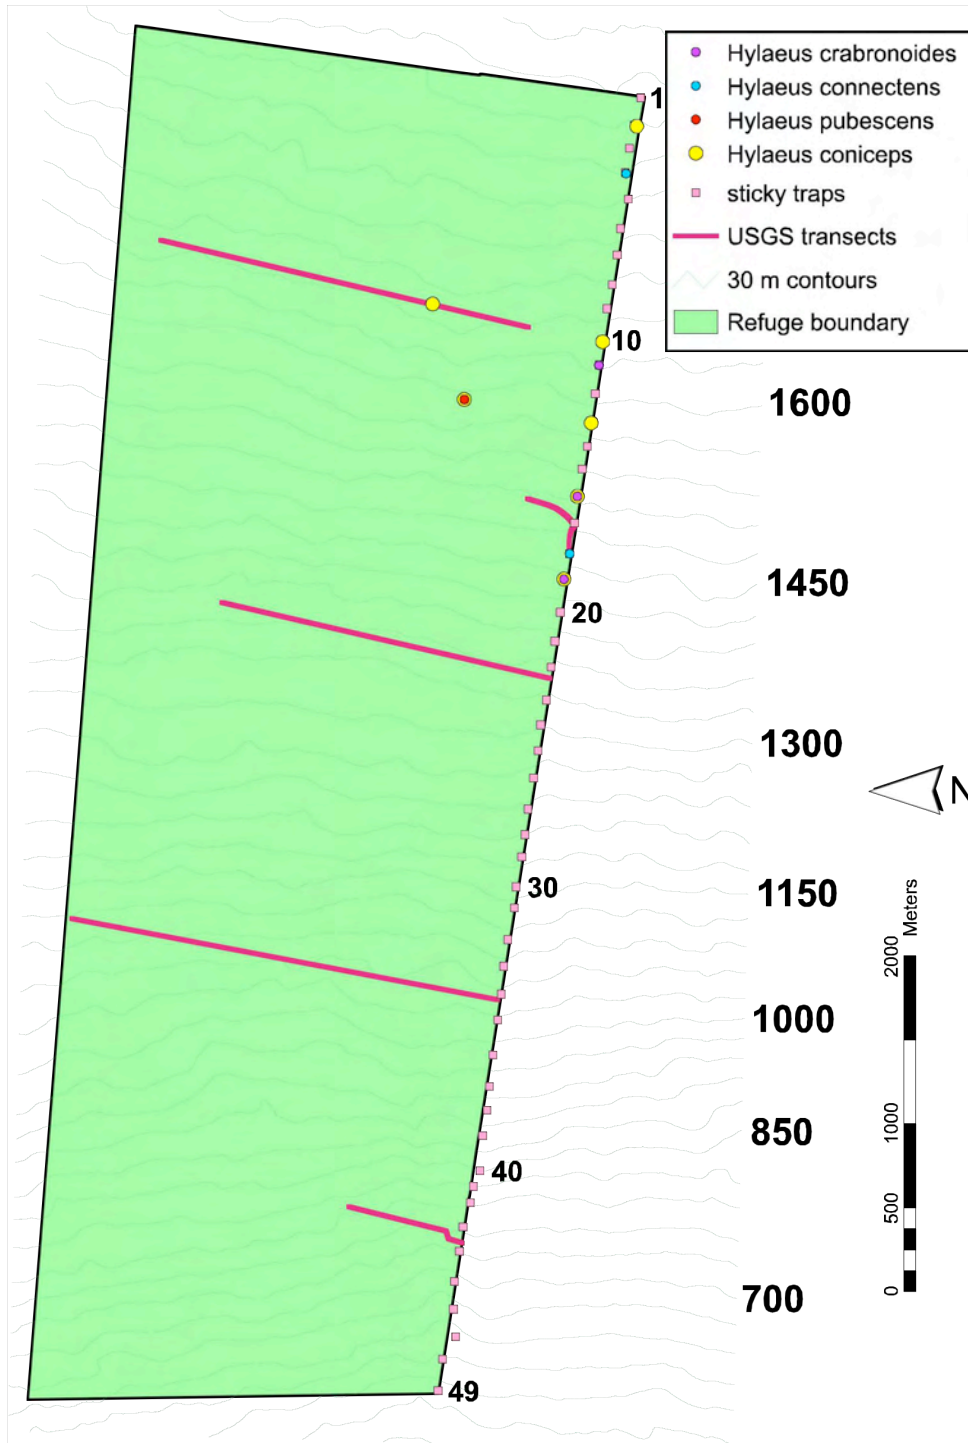 Hylaeus crabronoides
Hylaeus connectens
Hylaeus pubescens
Hylaeus coniceps
sticky traps
USGS transects
30 m contours
Refuge boundary
1
10
1600
1450
20
1300
N
30
1150
Meters
2000
1000
1000
850
40
500
700
0
49